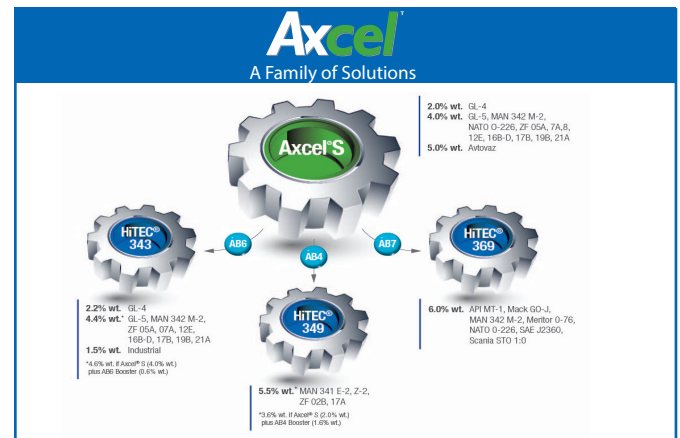 Axcel
A Family of Solutions
Axcel®S
2.0% wt. GL-4
4.0% wt. GL-5, MAN 342 M-2,
NATO O-226, ZF 05A, 7A,8,
12E, 16B-D, 17B, 19B, 21A
5.0% wt. Avtovaz
AB6
AB4
AB7
HiTEC®
343
2.2% wt. GL-4
4.4% wt.* GL-5, MAN 342 M-2,
ZF 05A, 07A, 12E,
16B-D, 17B, 19B, 21A
1.5% wt. Industrial
*4.6% wt. if Axcel® S (4.0% wt.)
plus AB6 Booster (0.6% wt.)
HiTEC®
349
5.5% wt.* MAN 341 E-2, Z-2,
ZF 02B, 17A
*3.6% wt. if Axcel® S (2.0% wt.)
plus AB4 Booster (1.6% wt.)
HiTEC®
369
6.0% wt. API MT-1, Mack GO-J,
MAN 342 M-2, Meritor 0-76,
NATO 0-226, SAE J2360,
Scania STO 1:0